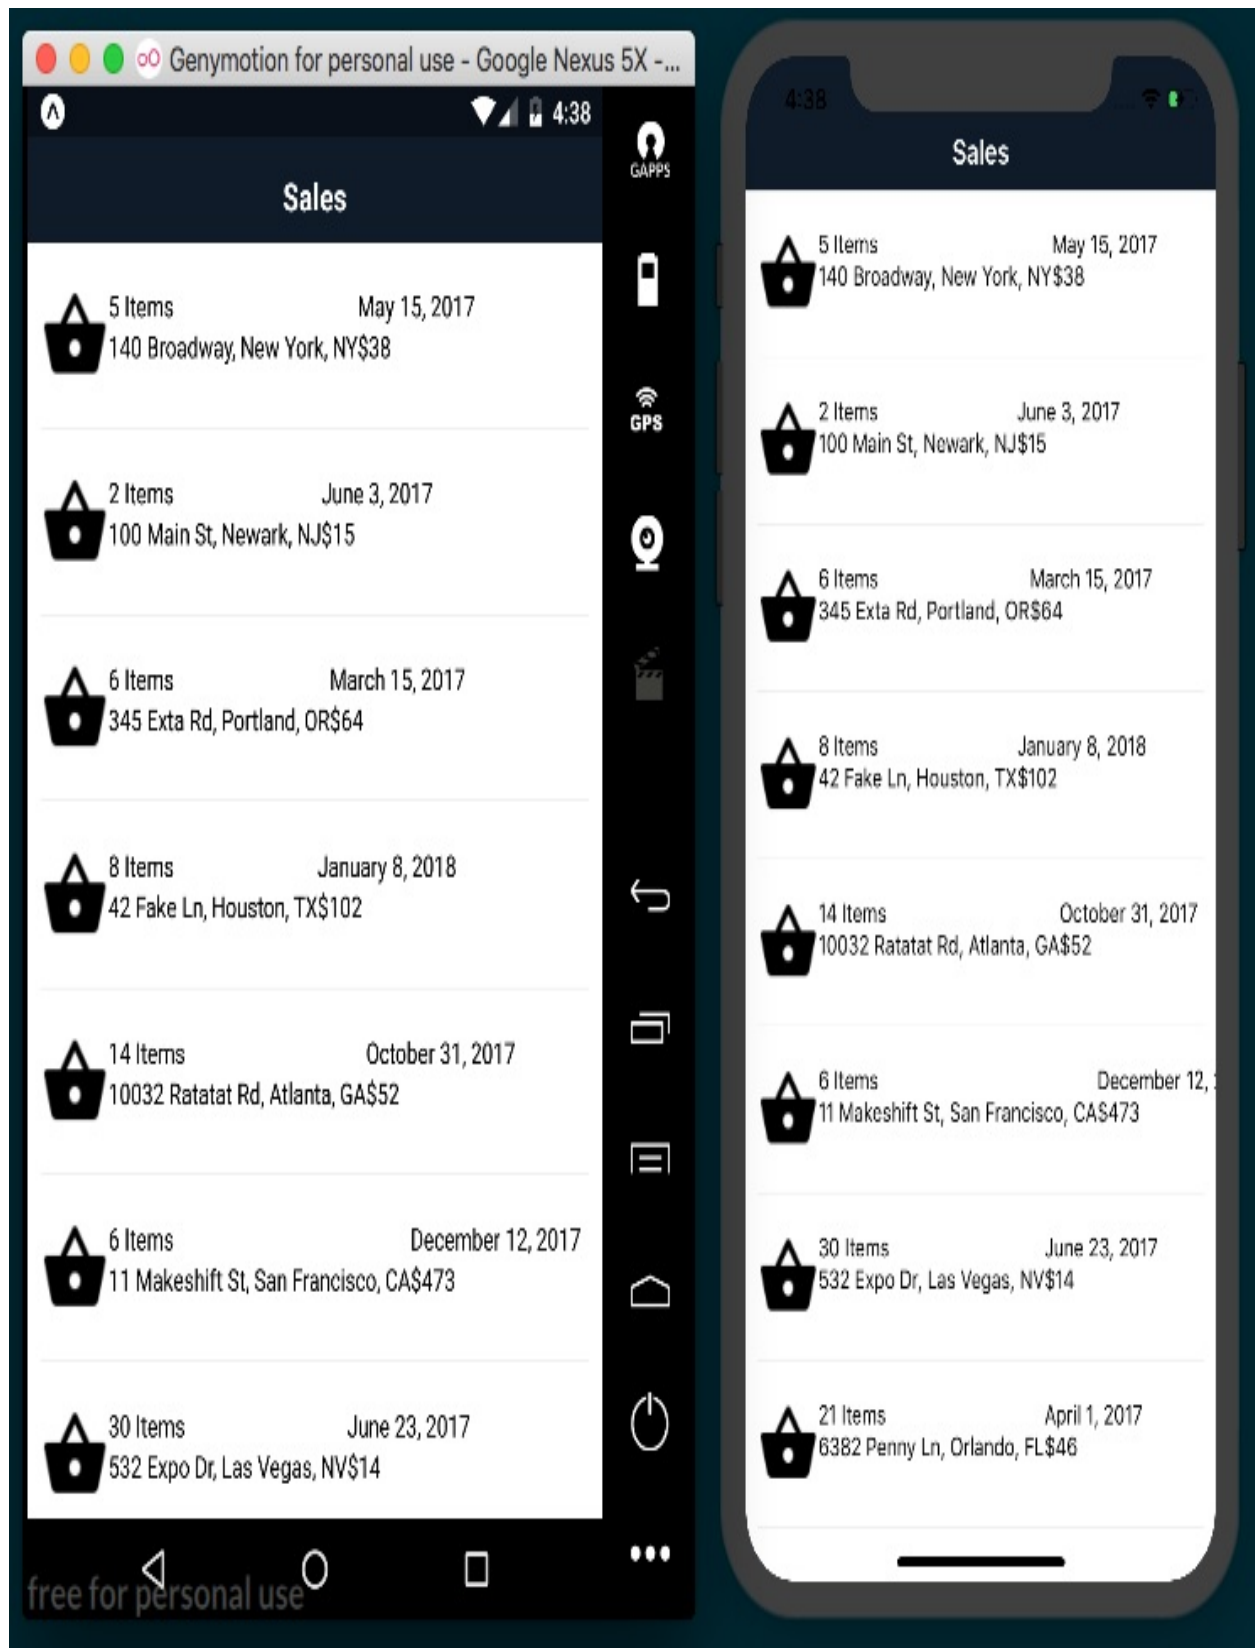 Genymotion for personal use - Google Nexus 5X -...
4:38
GAPPS
Sales
5 Items May 15, 2017
140 Broadway, New York, NY$38
2 Items June 3, 2017
100 Main St, Newark, NJ$15
6 Items March 15, 2017
345 Exta Rd, Portland, OR$64
8 Items January 8, 2018
42 Fake Ln, Houston, TX$102
14 Items October 31, 2017
10032 Ratatat Rd, Atlanta, GA$52
6 Items December 12, 2017
11 Makeshift St, San Francisco, CA$473
30 Items June 23, 2017
532 Expo Dr, Las Vegas, NV$14
GPS
free for personal use
4:38
Sales
5 Items May 15, 2017
140 Broadway, New York, NY$38
2 Items June 3, 2017
100 Main St, Newark, NJ$15
6 Items March 15, 2017
345 Exta Rd, Portland, OR$64
8 Items January 8, 2018
42 Fake Ln, Houston, TX$102
14 Items October 31, 2017
10032 Ratatat Rd, Atlanta, GA$52
6 Items December 12,
11 Makeshift St, San Francisco, CA$473
30 Items June 23, 2017
532 Expo Dr, Las Vegas, NV$14
21 Items April 1, 2017
6382 Penny Ln, Orlando, FL$46